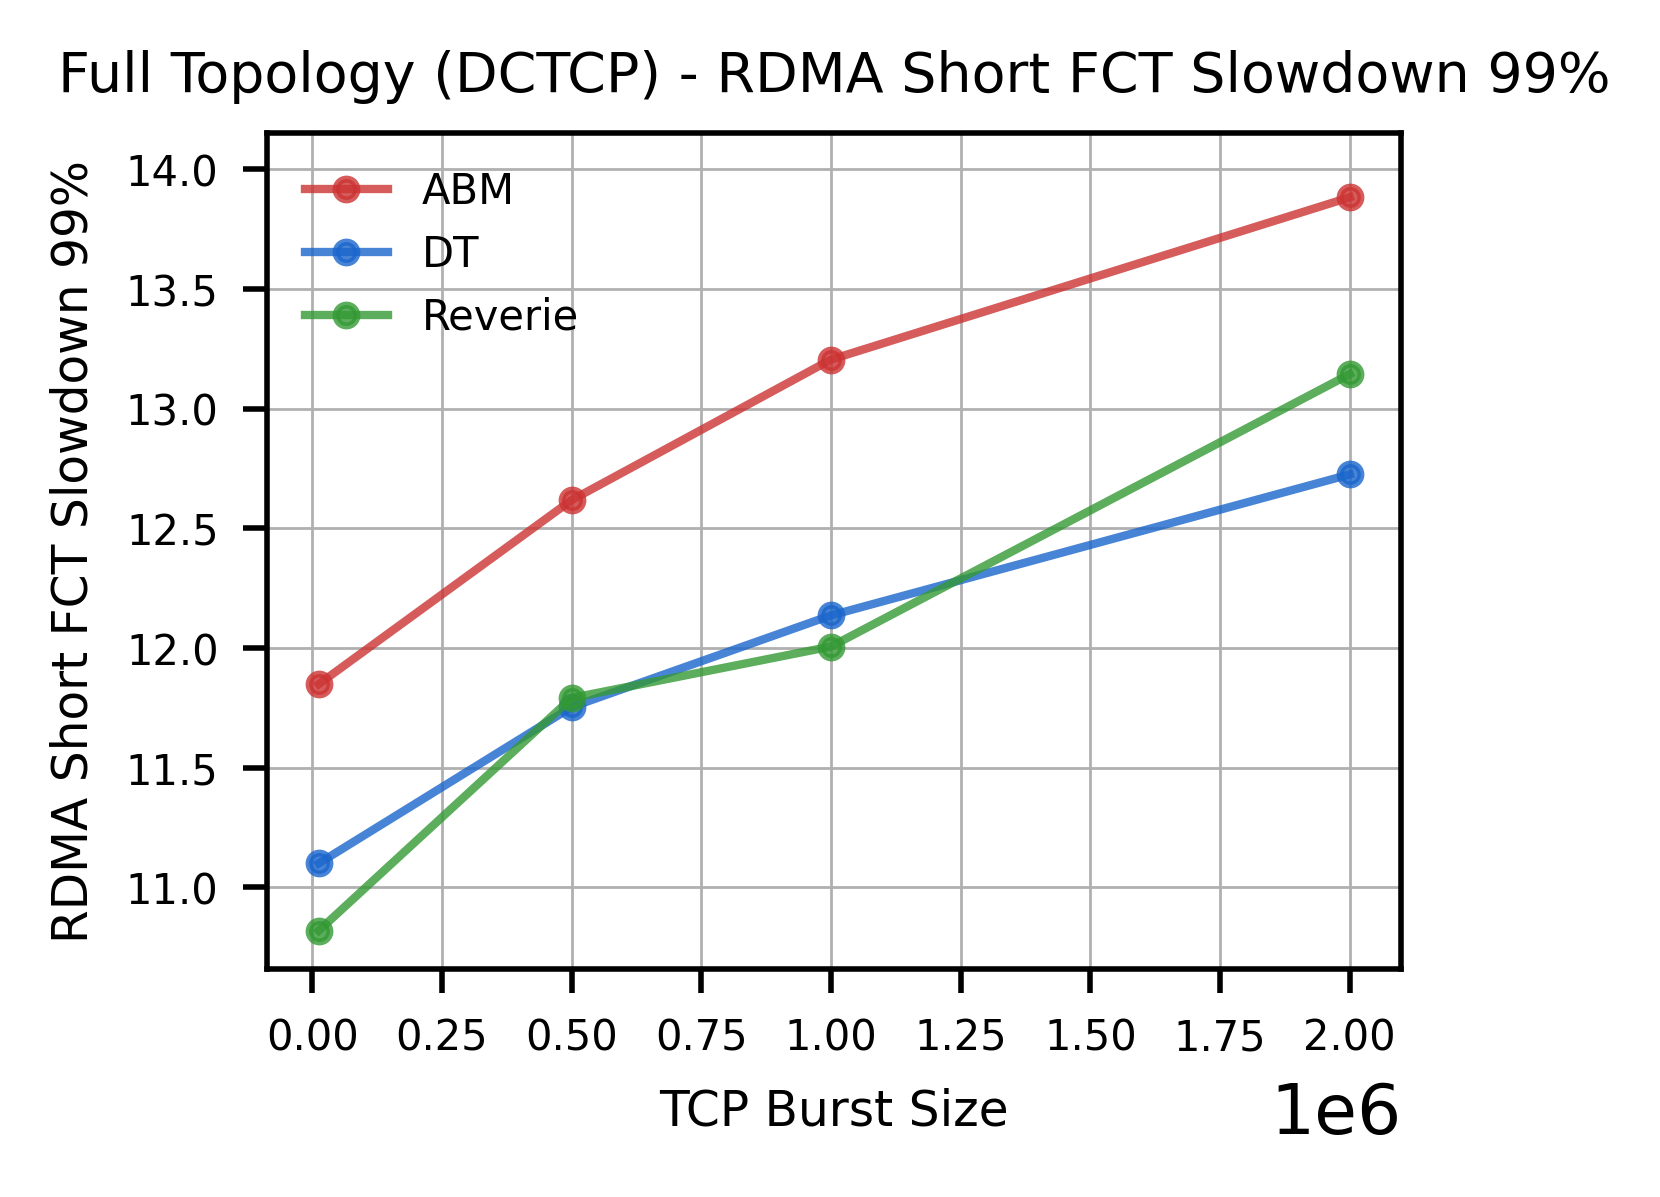 Full Topology (DCTCP) - RDMA Short FCT Slowdown 99%
RDMA Short FCT Slowdown 99%
14.0
13.5
13.0
12.5
12.0
11.5
11.0
ABM
DT
Reverie
0.00 0.25 0.50 0.75 1.00 1.25 1.50 1.75 2.00
TCP Burst Size
1e6